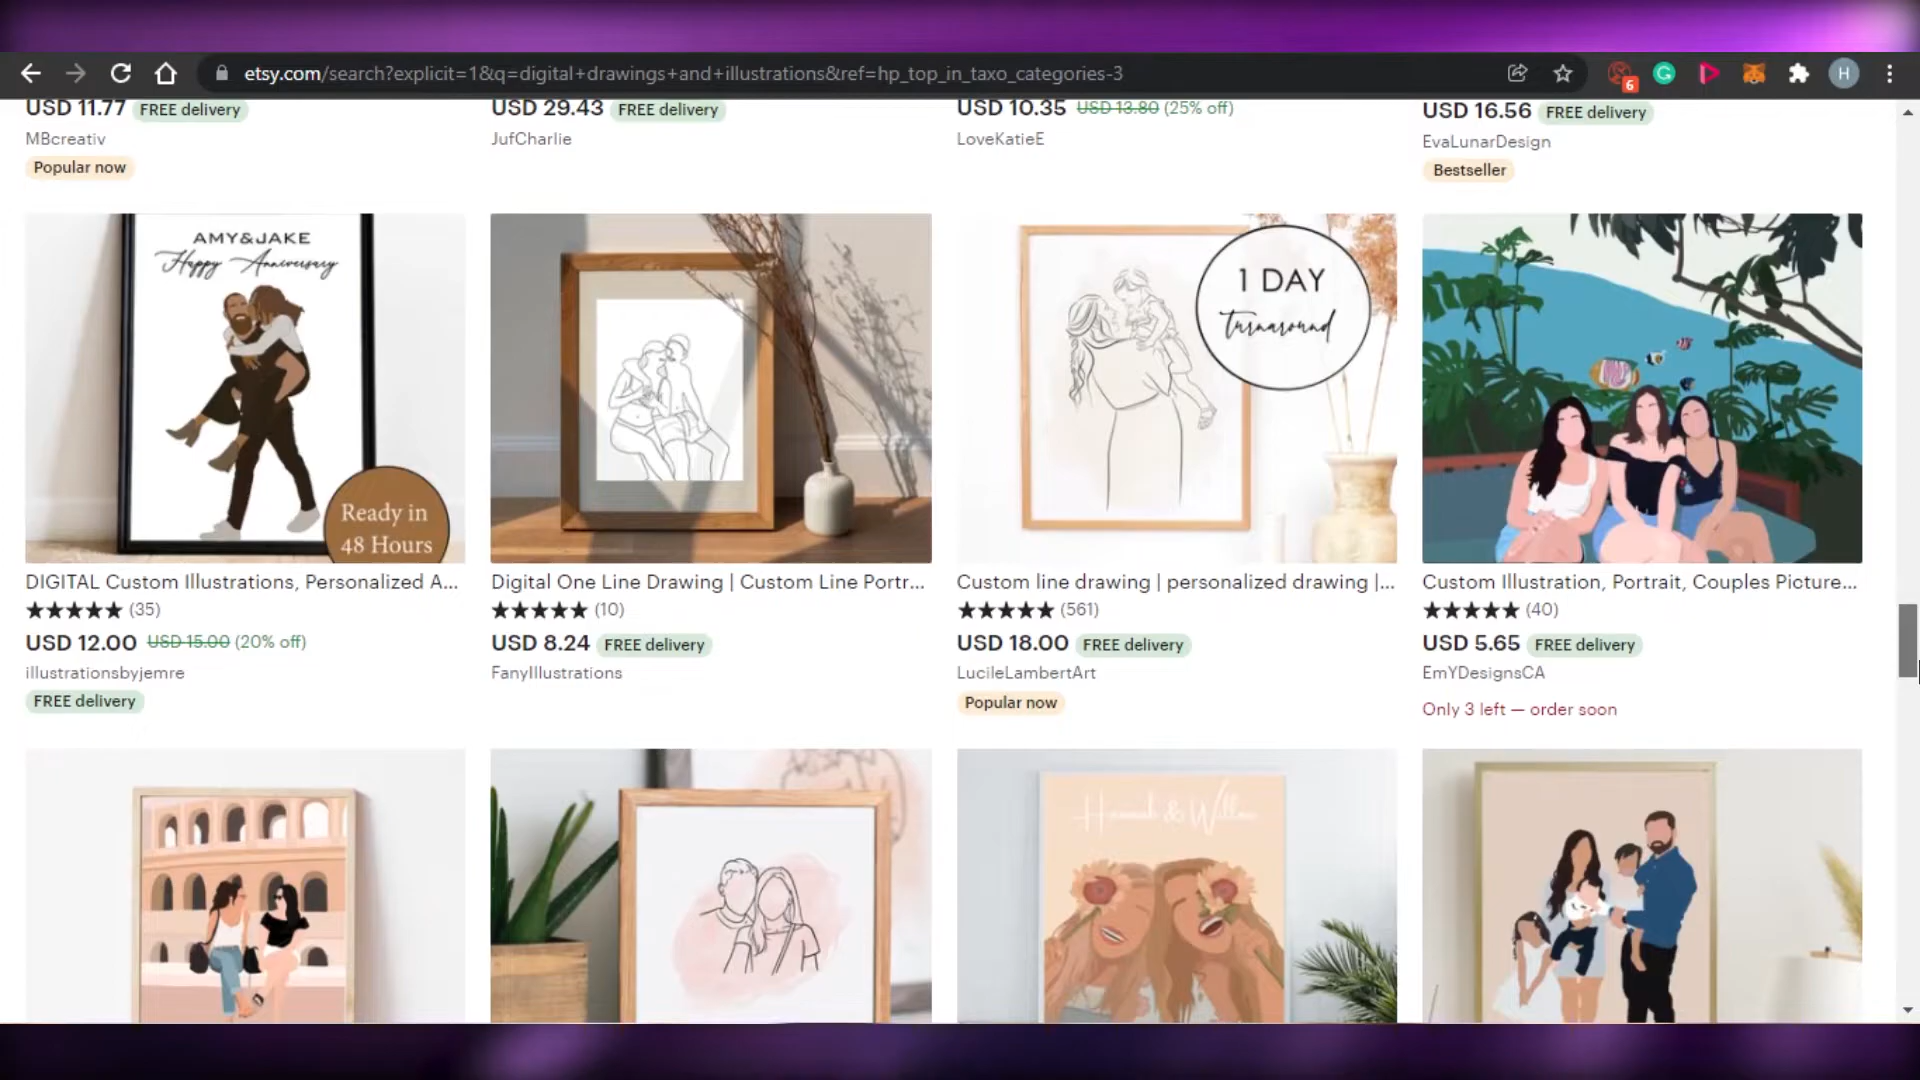 etsy.com/search?explicit=1&q=digital+drawings+and+illustrations&ref=hp_top_in_taxo_categories-3
6
H
USD 11.77 FREE delivery
MBcreativ
Popular now
USD 29.43 FREE delivery
JufCharlie
USD 10.35 USD 13.80 (25% off)
LoveKatieE
USD 16.56 FREE delivery
EvaLunarDesign
Bestseller
AMY&JAKE
Happy Anniversary
Ready in
48 Hours
1 DAY
turnaround
DIGITAL Custom Illustrations, Personalized A...
★★★★★ (35)
USD 12.00 USD 15.00 (20% off)
illustrationsbyjemre
FREE delivery
Digital One Line Drawing | Custom Line Portr...
★★★★★ (10)
USD 8.24 FREE delivery
FanyIllustrations
Custom line drawing | personalized drawing |...
★★★★★ (561)
USD 18.00 FREE delivery
LucileLambertArt
Popular now
Custom Illustration, Portrait, Couples Picture...
★★★★★ (40)
USD 5.65 FREE delivery
EmYDesignsCA
Only 3 left — order soon
Hannah & Willow